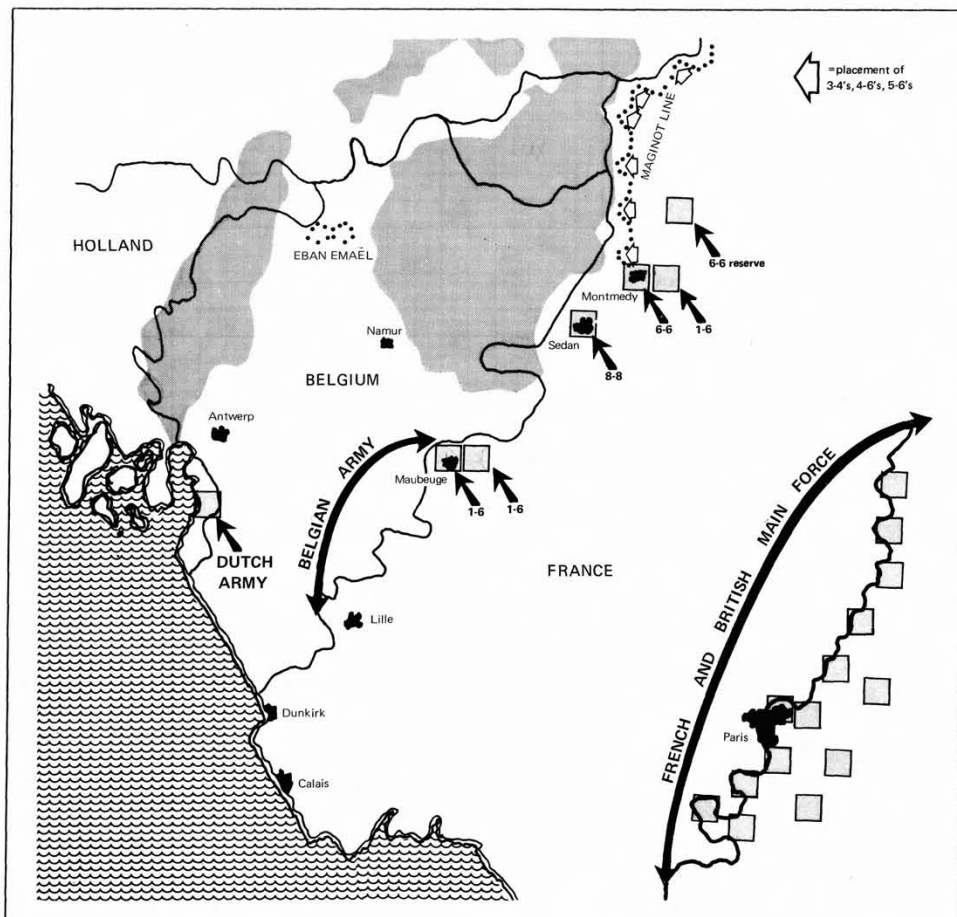 =placement of
3-4's, 4-6's, 5-6's
MAGINOT LINE
HOLLAND
EBAN EMAËL
6-6 reserve
Montmedy
6-6
1-6
Namur
Sedan
8-8
BELGIUM
Antwerp
BELGIAN ARMY
Maubeuge
1-6
1-6
DUTCH
ARMY
FRANCE
FRENCH AND BRITISH MAIN FORCE
Lille
Dunkirk
Paris
Calais